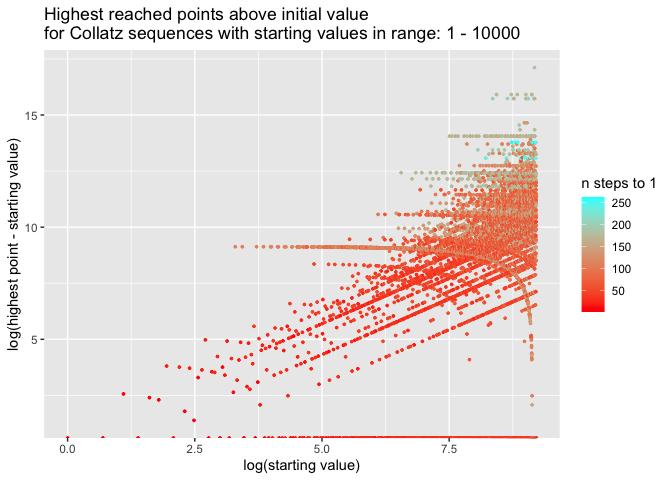 Highest reached points above initial value
for Collatz sequences with starting values in range: 1 - 10000
15
10
5
log(highest point - starting value)
0.0
2.5
5.0
7.5
log(starting value)
n steps to 1
250
200
150
100
50